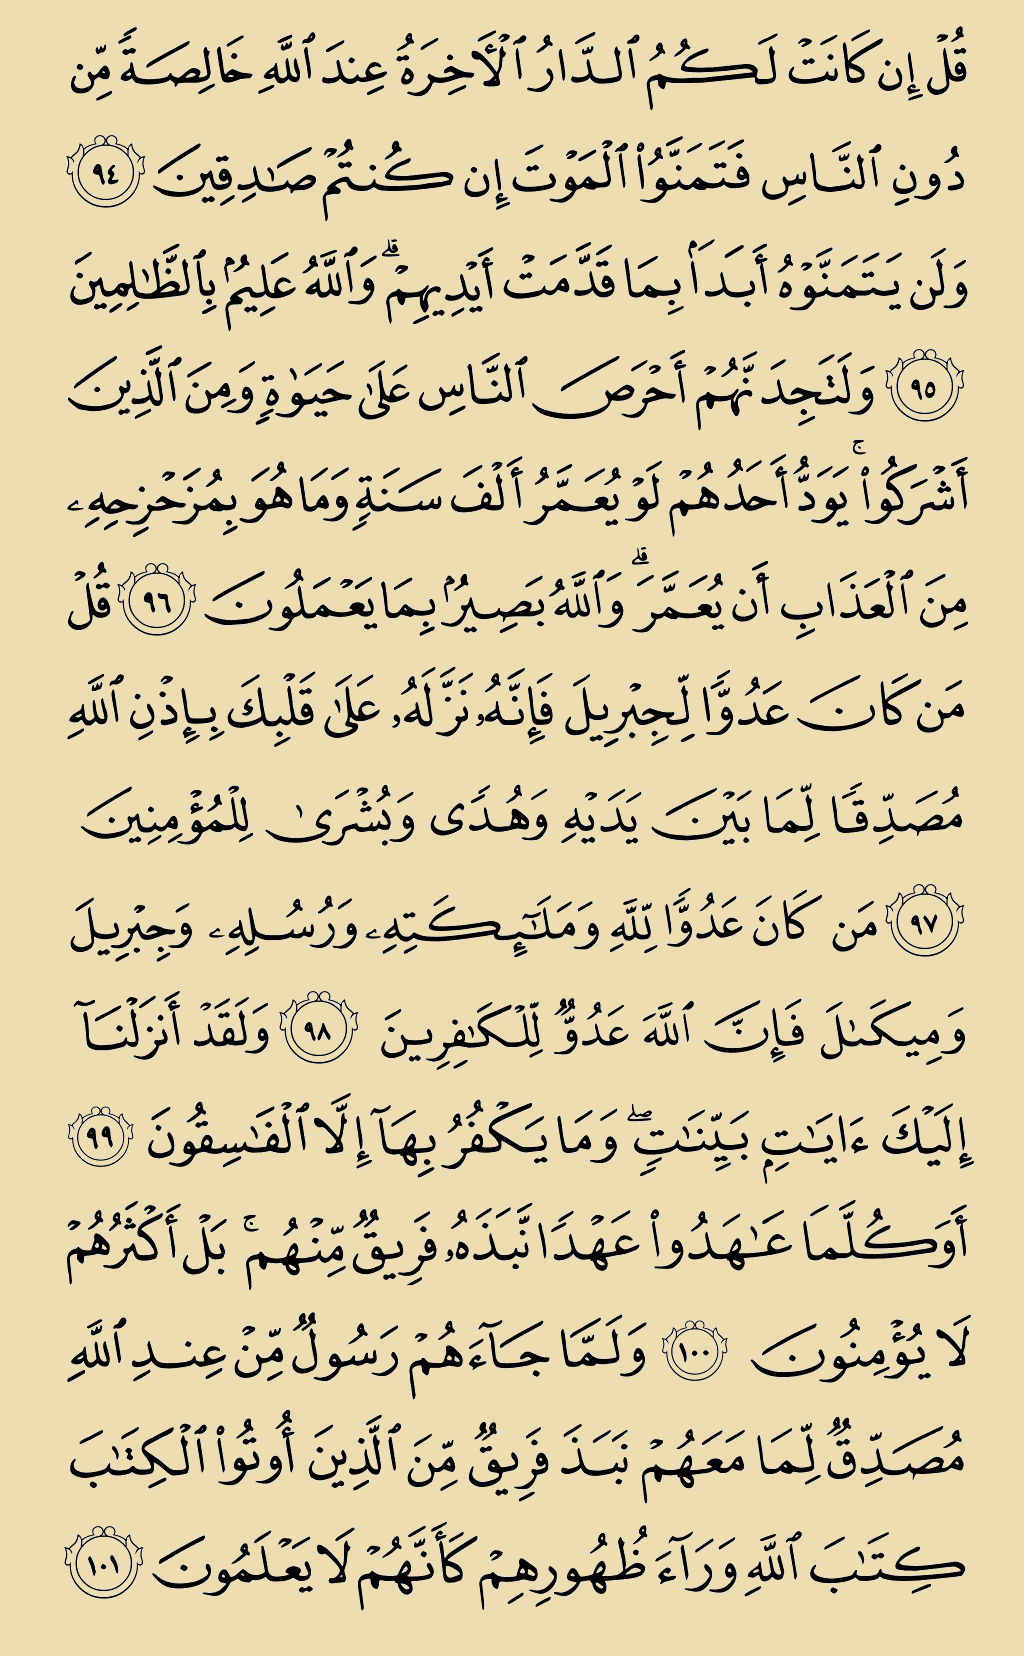 قُلۡ إِن كَانَتۡ لَكُمُ ٱلدَّارُ ٱلۡأَخِرَةُ عِندَ ٱللَّهِ خَالِصَةٗ مِّن
دُونِ ٱلنَّاسِ فَتَمَنَّوُاْ ٱلۡمَوۡتَ إِن كُنتُمۡ صَٰدِقِينَ ٩٤
وَلَن يَتَمَنَّوۡهُ أَبَدَۢا بِمَا قَدَّمَتۡ أَيۡدِيهِمۡۚ وَٱللَّهُ عَلِيمُۢ بِٱلظَّٰلِمِينَ
٩٥ وَلَتَجِدَنَّهُمۡ أَحۡرَصَ ٱلنَّاسِ عَلَىٰ حَيَوٰةٖ وَمِنَ ٱلَّذِينَ
أَشۡرَكُواْۚ يَوَدُّ أَحَدُهُمۡ لَوۡ يُعَمَّرُ أَلۡفَ سَنَةٖ وَمَا هُوَ بِمُزَحۡزِحِهِۦ
مِنَ ٱلۡعَذَابِ أَن يُعَمَّرَۗ وَٱللَّهُ بَصِيرُۢ بِمَا يَعۡمَلُونَ ٩٦ قُلۡ
مَن كَانَ عَدُوّٗا لِّجِبۡرِيلَ فَإِنَّهُۥ نَزَّلَهُۥ عَلَىٰ قَلۡبِكَ بِإِذۡنِ ٱللَّهِ
مُصَدِّقٗا لِّمَا بَيۡنَ يَدَيۡهِ وَهُدٗى وَبُشۡرَىٰ لِلۡمُؤۡمِنِينَ
٩٧ مَن كَانَ عَدُوّٗا لِّلَّهِ وَمَلَٰٓئِكَتِهِۦ وَرُسُلِهِۦ وَجِبۡرِيلَ
وَمِيكَىٰلَ فَإِنَّ ٱللَّهَ عَدُوّٞ لِّلۡكَٰفِرِينَ ٩٨ وَلَقَدۡ أَنزَلۡنَآ
إِلَيۡكَ ءَايَٰتِۭ بَيِّنَٰتٖۖ وَمَا يَكۡفُرُ بِهَآ إِلَّا ٱلۡفَٰسِقُونَ ٩٩
أَوَكُلَّمَا عَٰهَدُواْ عَهۡدٗا نَّبَذَهُۥ فَرِيقٞ مِّنۡهُمۚ بَلۡ أَكۡثَرُهُمۡ
لَا يُؤۡمِنُونَ ١٠٠ وَلَمَّا جَآءَهُمۡ رَسُولٞ مِّنۡ عِندِ ٱللَّهِ
مُصَدِّقٞ لِّمَا مَعَهُمۡ نَبَذَ فَرِيقٞ مِّنَ ٱلَّذِينَ أُوتُواْ ٱلۡكِتَٰبَ
كِتَٰبَ ٱللَّهِ وَرَآءَ ظُهُورِهِمۡ كَأَنَّهُمۡ لَا يَعۡلَمُونَ ١٠١